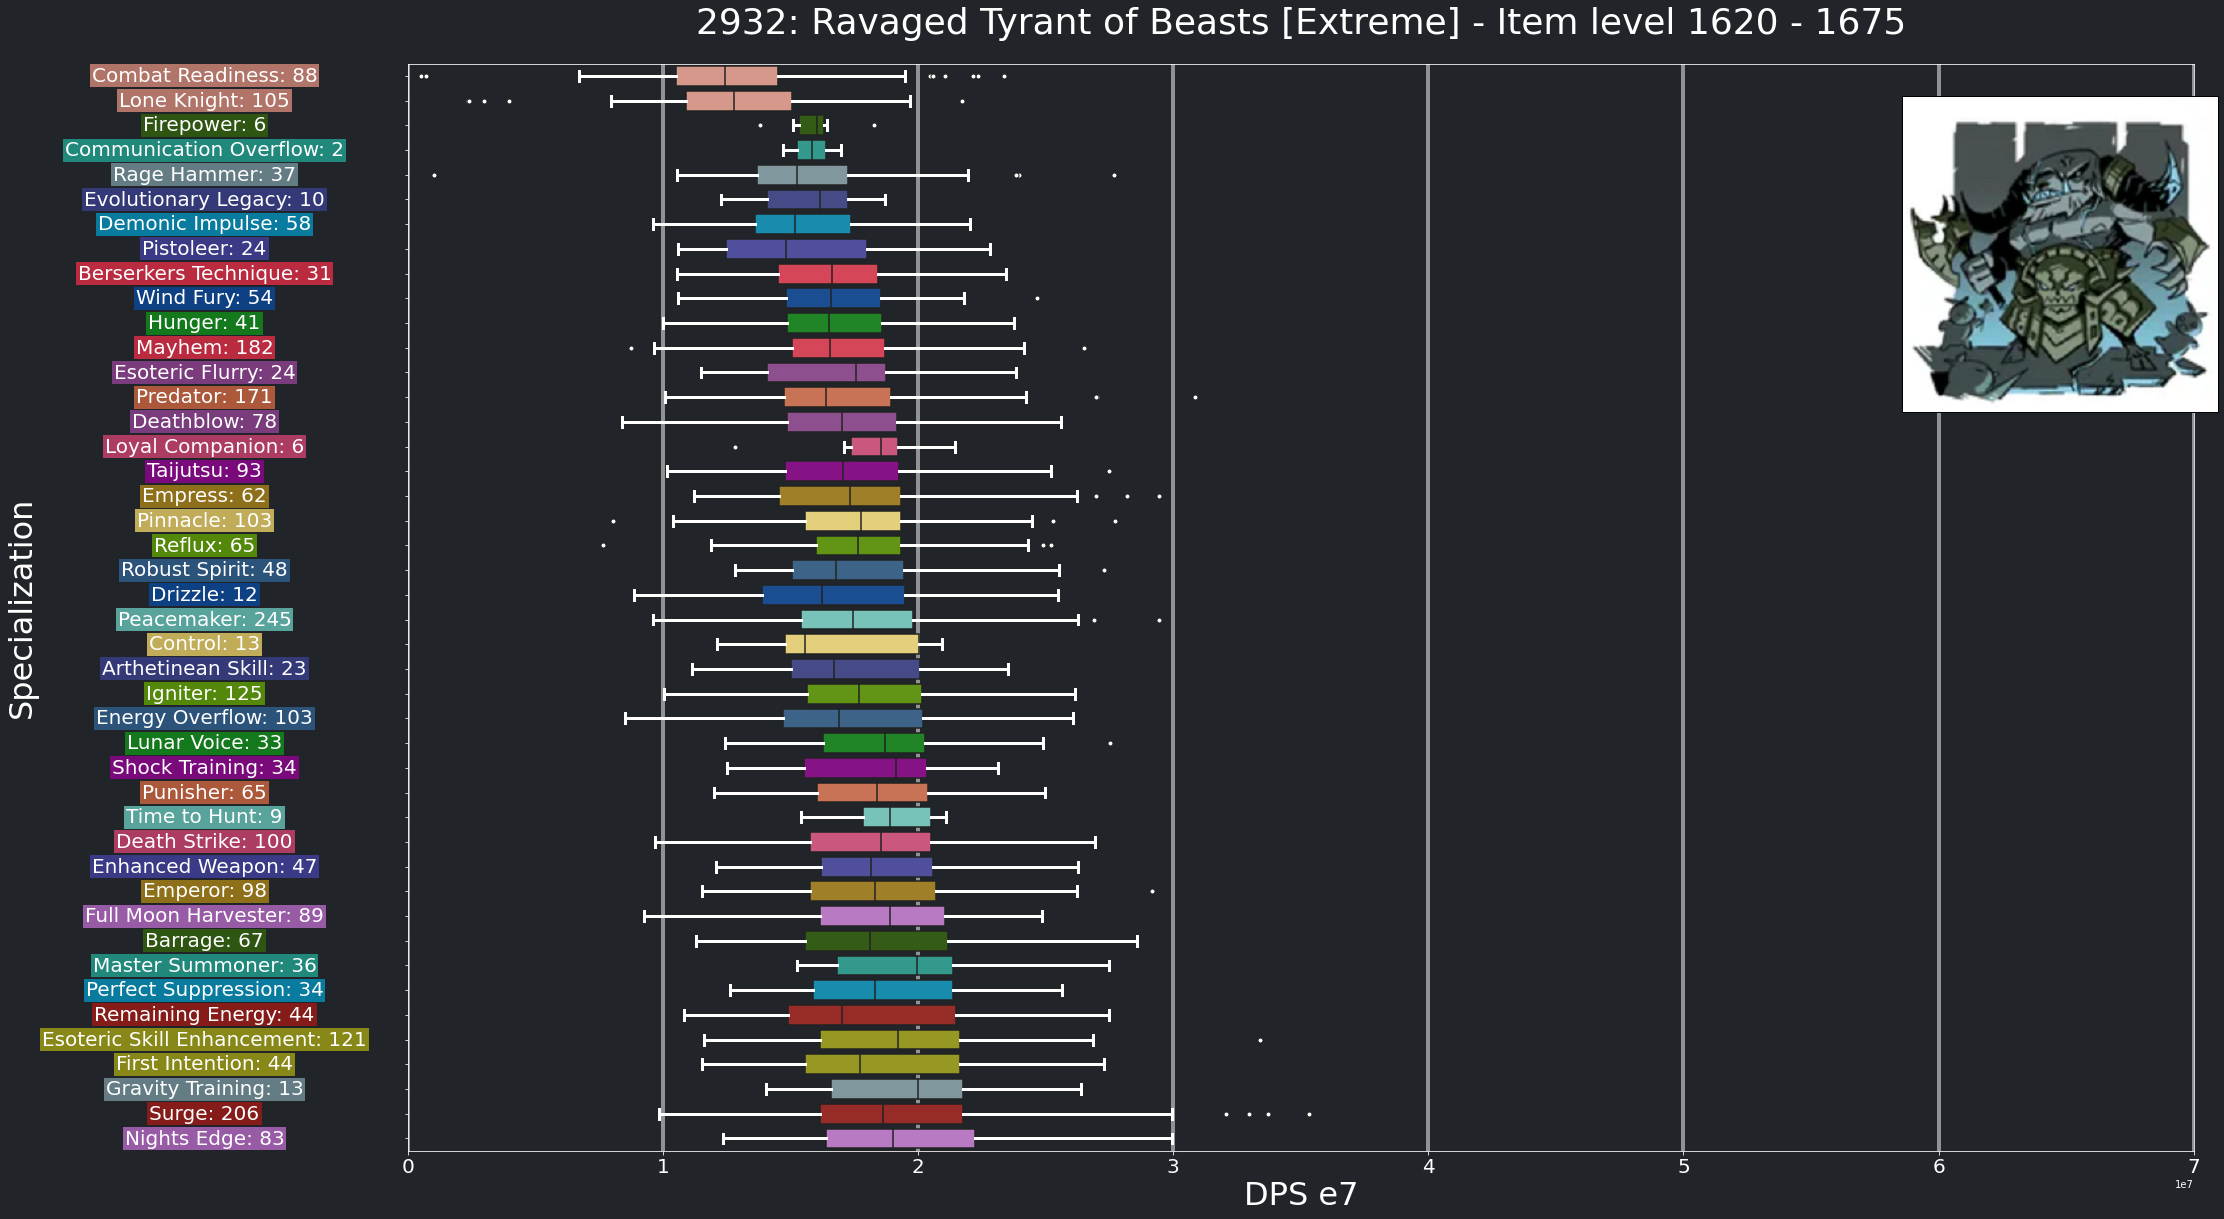 2932: Ravaged Tyrant of Beasts [Extreme] - Item level 1620 - 1675
Combat Readiness: 88
Lone Knight: 105
Firepower: 6
Communication Overflow: 2
Rage Hammer: 37
Evolutionary Legacy: 10
Demonic Impulse: 58
Pistoleer: 24
Berserkers Technique: 31
Wind Fury: 54
Hunger: 41
Mayhem: 182
Esoteric Flurry: 24
Predator: 171
Deathblow: 78
Loyal Companion: 6
Taijutsu: 93
Empress: 62
Pinnacle: 103
Reflux: 65
Robust Spirit: 48
Drizzle: 12
Peacemaker: 245
Control: 13
Arthetinean Skill: 23
Igniter: 125
Energy Overflow: 103
Lunar Voice: 33
Shock Training: 34
Punisher: 65
Time to Hunt: 9
Death Strike: 100
Enhanced Weapon: 47
Emperor: 98
Full Moon Harvester: 89
Barrage: 67
Master Summoner: 36
Perfect Suppression: 34
Remaining Energy: 44
Esoteric Skill Enhancement: 121
First Intention: 44
Gravity Training: 13
Surge: 206
Nights Edge: 83
Specialization
0 1 2 3 4 5 6 7
1e7
DPS e7